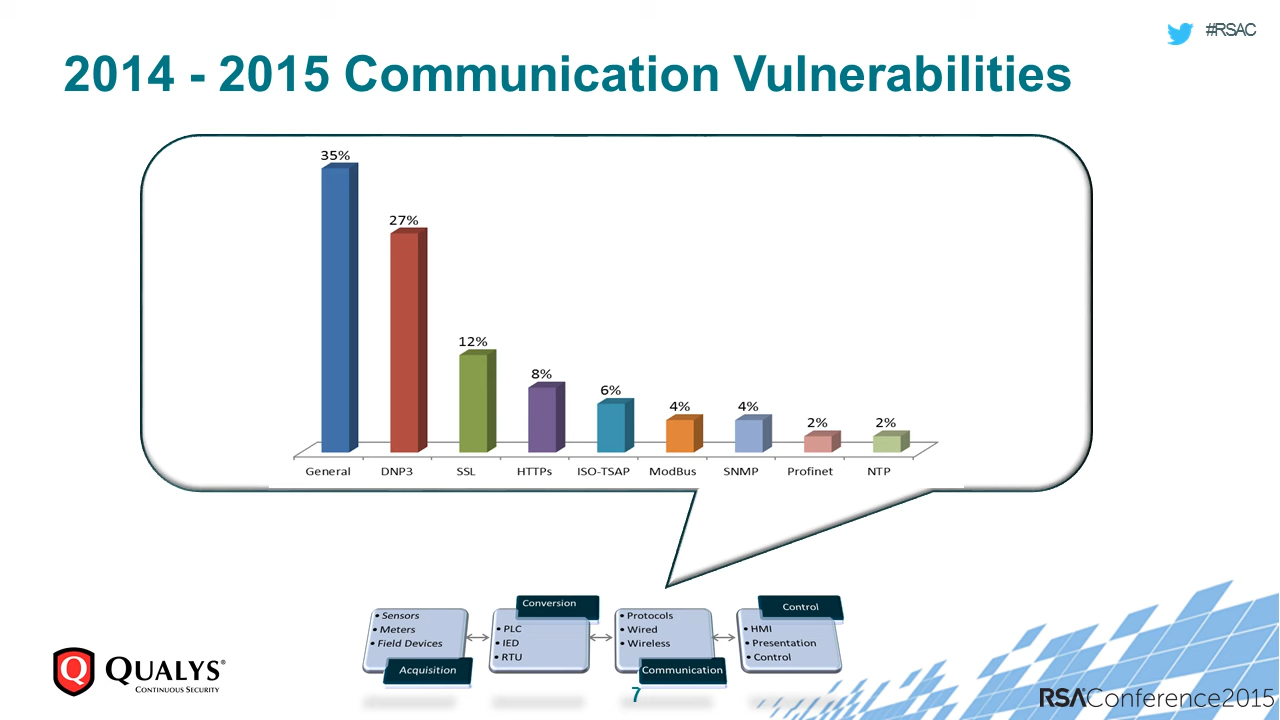 #RSAC
2014 - 2015 Communication Vulnerabilities
35%
27%
12%
8%
6%
4%
4%
2%
2%
General DNP3 SSL HTTPs ISO-TSAP ModBus SNMP Profinet NTP
• Sensors
• Meters
• Field Devices
Acquisition
Conversion
• PLC
• IED
• RTU
• Protocols
• Wired
• Wireless
Communication
Control
• HMI
• Presentation
• Control
QUALYS®
CONTINUOUS SECURITY
7
RSAConference2015